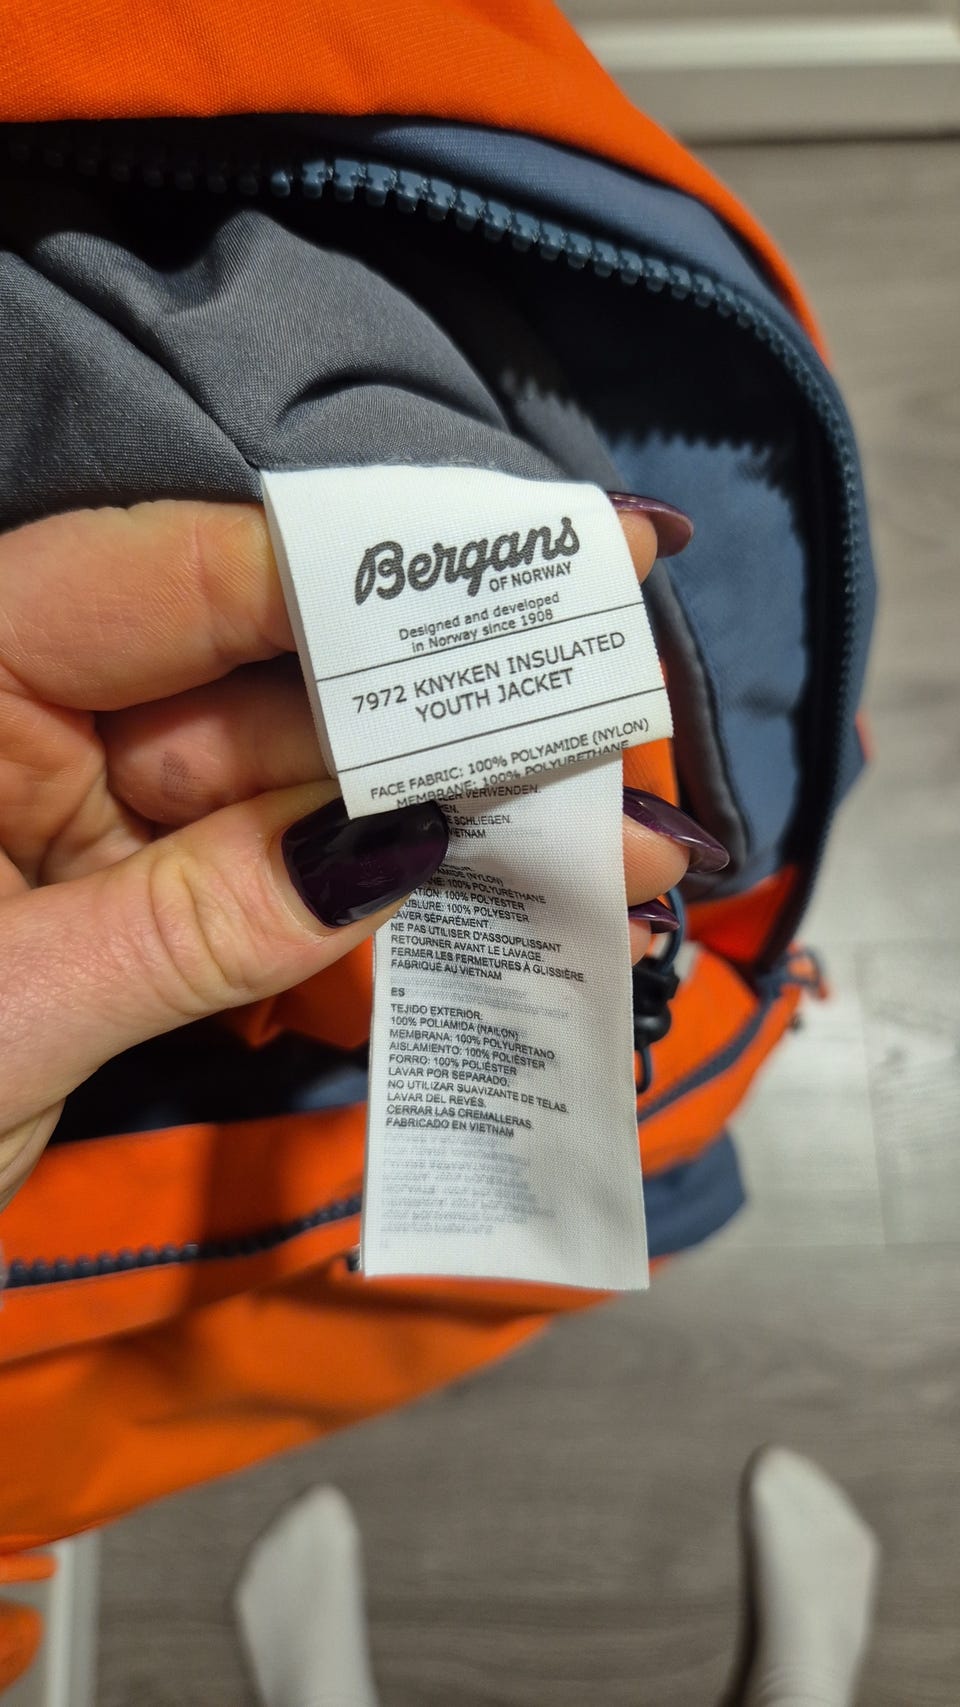 Bergans
OF NORWAY
Designed and developed
in Norway since 1908
7972 KNYKEN INSULATED
YOUTH JACKET
FACE FABRIC: 100% POLYAMIDE (NYLON)
MEMBRANE: 100% POLYURETHANE
VERWENDEN.
SCHLIEßEN.
VIETNAM
(NYLON)
100% POLYURÉTHANE
100% POLYESTER
100% POLYESTER
SÉPARÉMENT.
NE PAS UTILISER D'ASSOUPLISSANT
RETOURNER AVANT LE LAVAGE.
FERMER LES FERMETURES À GLISSIÈRE
FABRIQUÉ AU VIETNAM
ES
TEJIDO EXTERIOR:
100% POLIAMIDA (NAILON)
MEMBRANA: 100% POLIURETANO
AISLAMIENTO: 100% POLIÉSTER
FORRO: 100% POLIÉSTER
LAVAR POR SEPARADO.
NO UTILIZAR SUAVIZANTE DE TELAS.
LAVAR DEL REVÉS.
CERRAR LAS CREMALLERAS.
FABRICADO EN VIETNAM